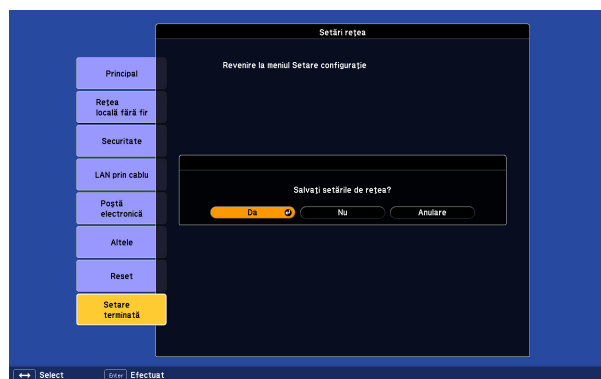 Setări rețea
Revenire la meniul Setare configurație
Principal
Rețea
locală fără fir
Securitate
LAN prin cablu
Poștă
electronică
Altele
Reset
Setare
terminată
Salvați setările de rețea?
Da Nu Anulare
Select Enter Efectuat